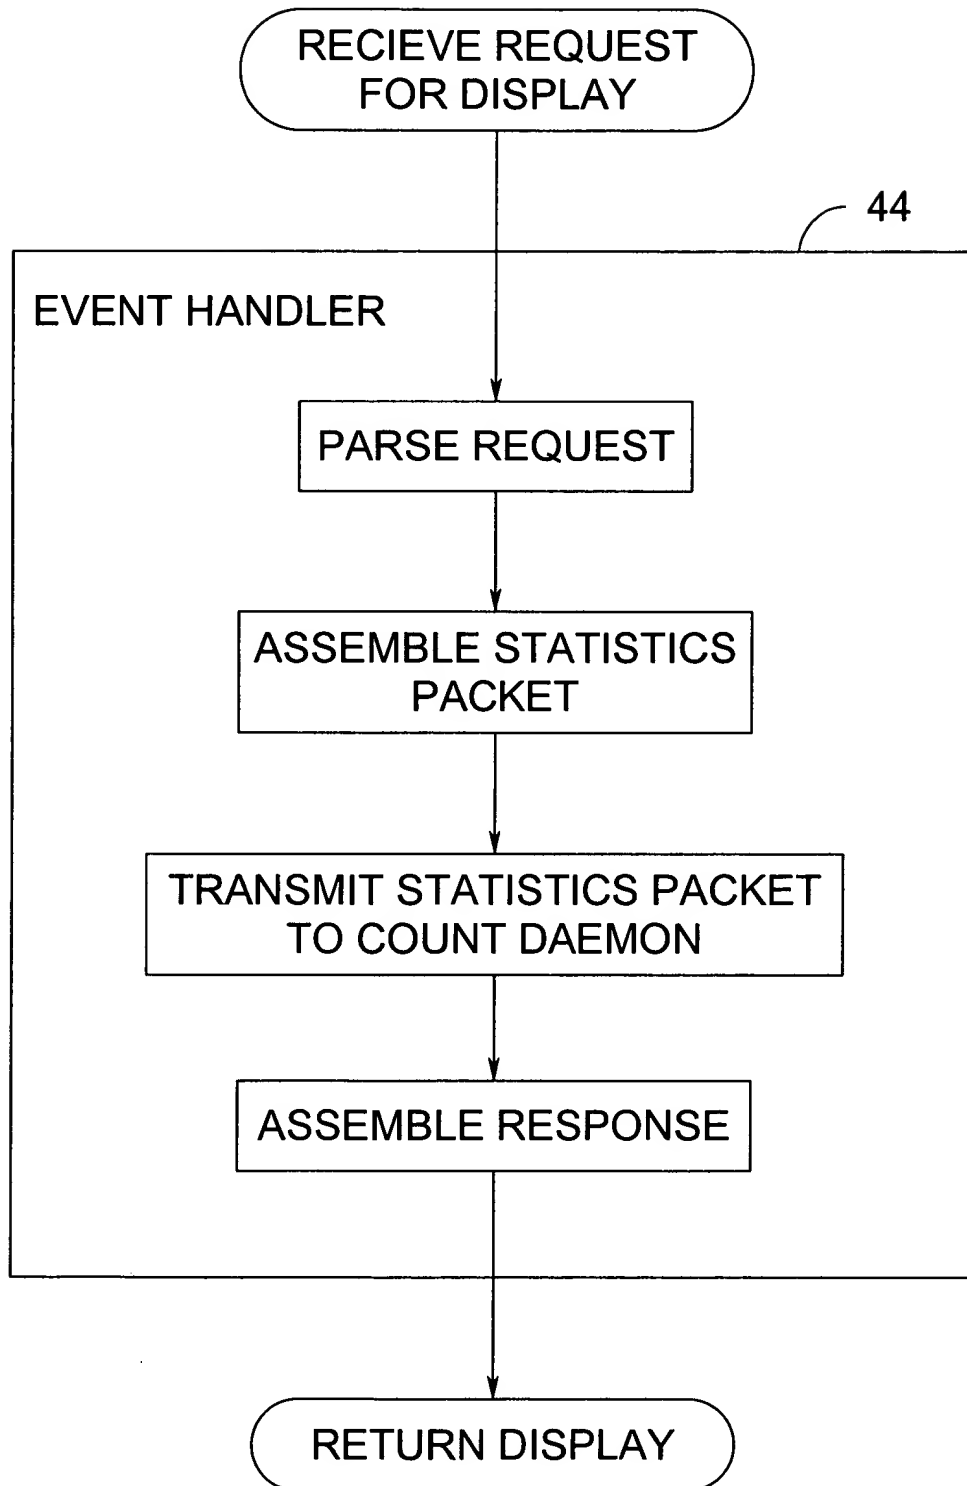 RECIEVE REQUEST
FOR DISPLAY
44
EVENT HANDLER
PARSE REQUEST
ASSEMBLE STATISTICS
PACKET
TRANSMIT STATISTICS PACKET
TO COUNT DAEMON
ASSEMBLE RESPONSE
RETURN DISPLAY